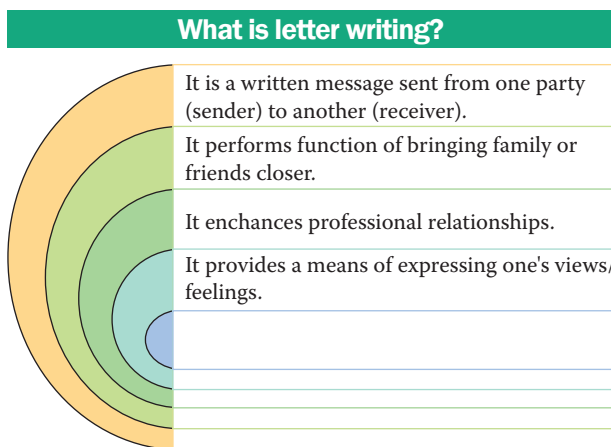 What is letter writing?
It is a written message sent from one party
(sender) to another (receiver).
It performs function of bringing family or
friends closer.
It enchances professional relationships.
It provides a means of expressing one's views/
feelings.